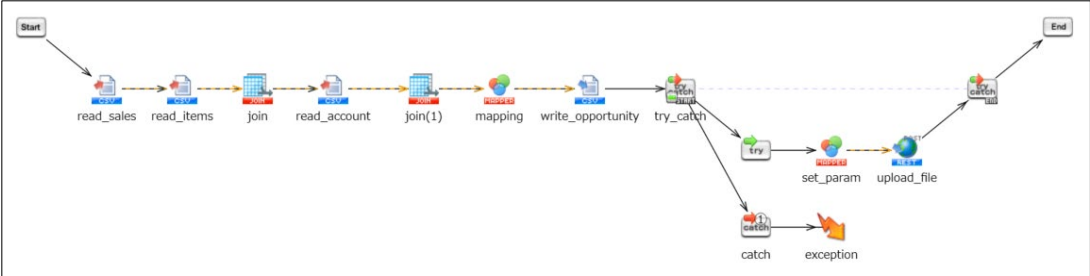 Start
End
CSV
CSV
JOIN
CSV
JOIN
MAPPER
CSV
try
catch
START
try
catch
END
read_sales
read_items
join
read_account
join(1)
mapping
write_opportunity
try_catch
try
MAPPER
REST
set_param
upload_file
1
catch
catch
exception